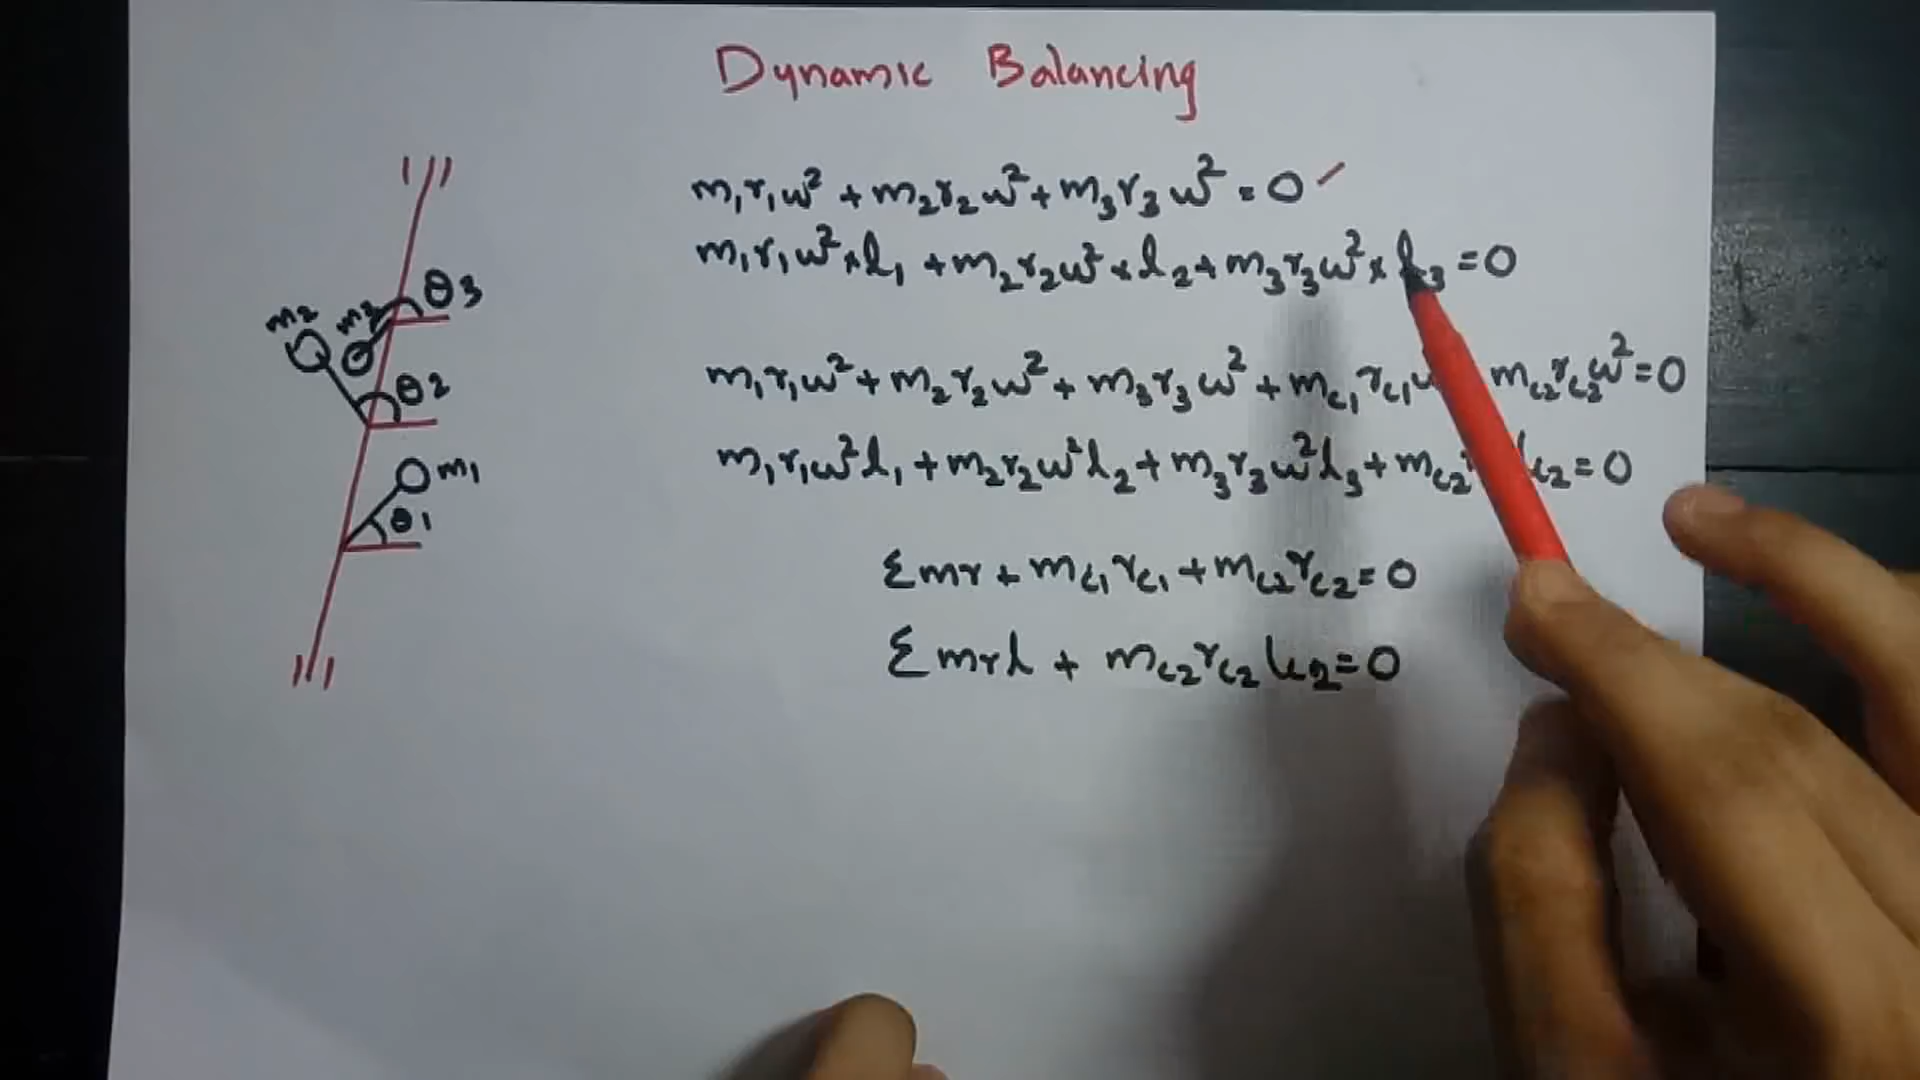 Dynamic Balancing
m₁r₁ω² + m₂r₂ω² + m₃r₃ω² = 0
m₁r₁ω² × l₁ + m₂r₂ω² × l₂ + m₃r₃ω² × l₃ = 0
m₁r₁ω² + m₂r₂ω² + m₃r₃ω² + m_c₁ r_c₁ m_c₂ r_c₂ ω² = 0
m₁r₁ω²l₁ + m₂r₂ω²l₂ + m₃r₃ω²l₃ + m_c₂ = 0
Σmr + m_c₁ r_c₁ + m_c₂ r_c₂ = 0
Σmrl + m_c₂ r_c₂ l_c₂ = 0
θ3
m2
m3
θ2
m1
θ1